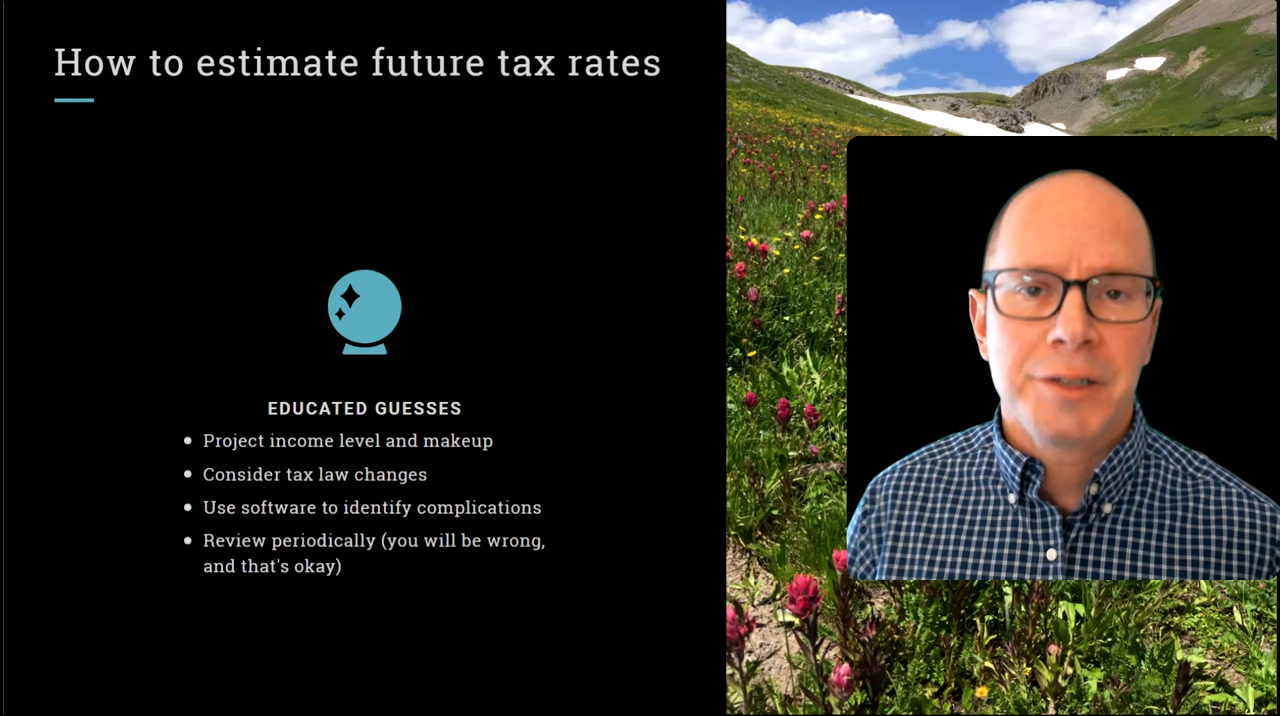 How to estimate future tax rates
EDUCATED GUESSES
• Project income level and makeup
• Consider tax law changes
• Use software to identify complications
• Review periodically (you will be wrong,
and that's okay)